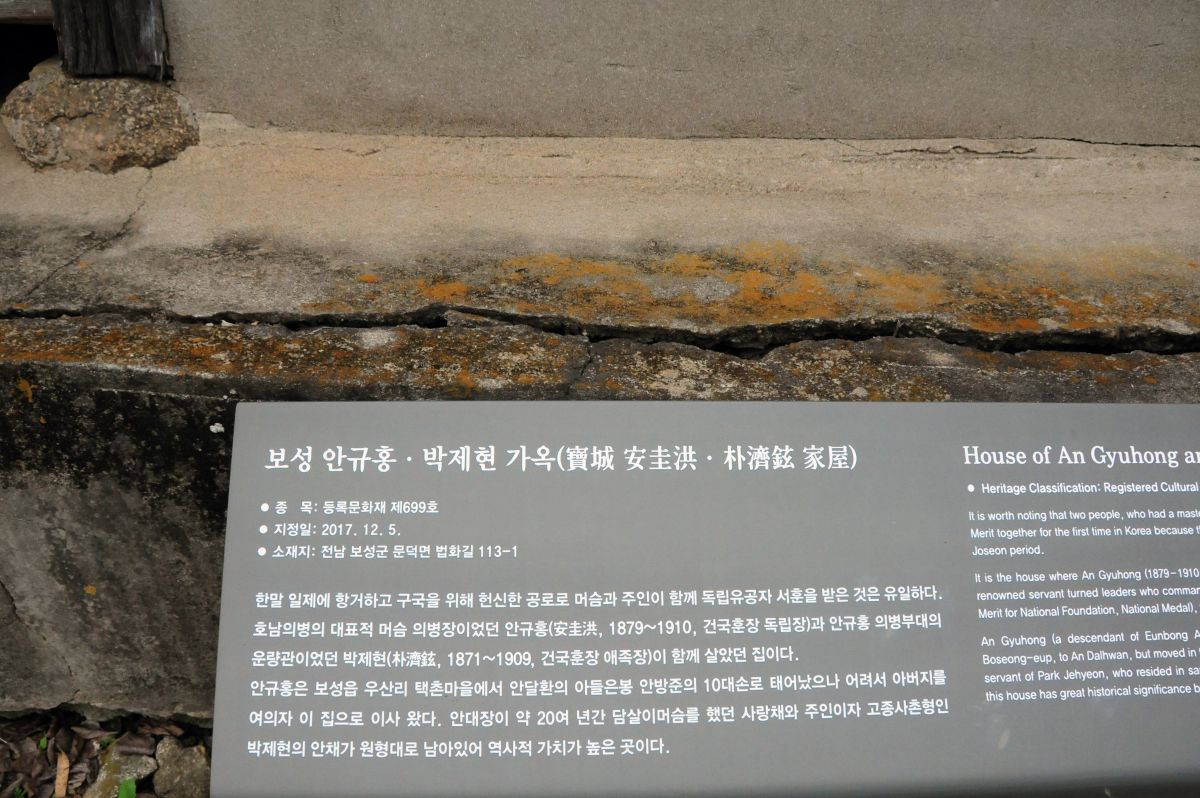 보성 안규홍 · 박제현 가옥(寶城 安圭洪 · 朴濟鉉 家屋)
● 종 목: 등록문화재 제699호
● 지정일: 2017. 12. 5.
● 소재지: 전남 보성군 문덕면 법화길 113-1
한말 일제에 항거하고 구국을 위해 헌신한 공로로 머슴과 주인이 함께 독립유공자 서훈을 받은 것은 유일하다.
호남의병의 대표적 머슴 의병장이었던 안규홍(安圭洪, 1879~1910, 건국훈장 독립장)과 안규홍 의병부대의
운량관이었던 박제현(朴濟鉉, 1871~1909, 건국훈장 애족장)이 함께 살았던 집이다.
안규홍은 보성읍 우산리 택촌마을에서 안달환의 아들은봉 안방준의 10대손로 태어났으나 어려서 아버지를
여의자 이 집으로 이사 왔다. 안대장이 약 20여 년간 담살이머슴를 했던 사랑채와 주인이자 고종사촌형인
박제현의 안채가 원형대로 남아있어 역사적 가치가 높은 곳이다.
House of An Gyuhong an
● Heritage Classification: Registered Cultural
It is worth noting that two people, who had a maste
Merit together for the first time in Korea because th
Joseon period.
It is the house where An Gyuhong (1879-1910
renowned servant turned leaders who comma
Merit for National Foundation, National Medal),
An Gyuhong (a descendant of Eunbong A
Boseong-eup, to An Dalhwan, but moved in
servant of Park Jehyeon, who resided in sa
this house has great historical significance b